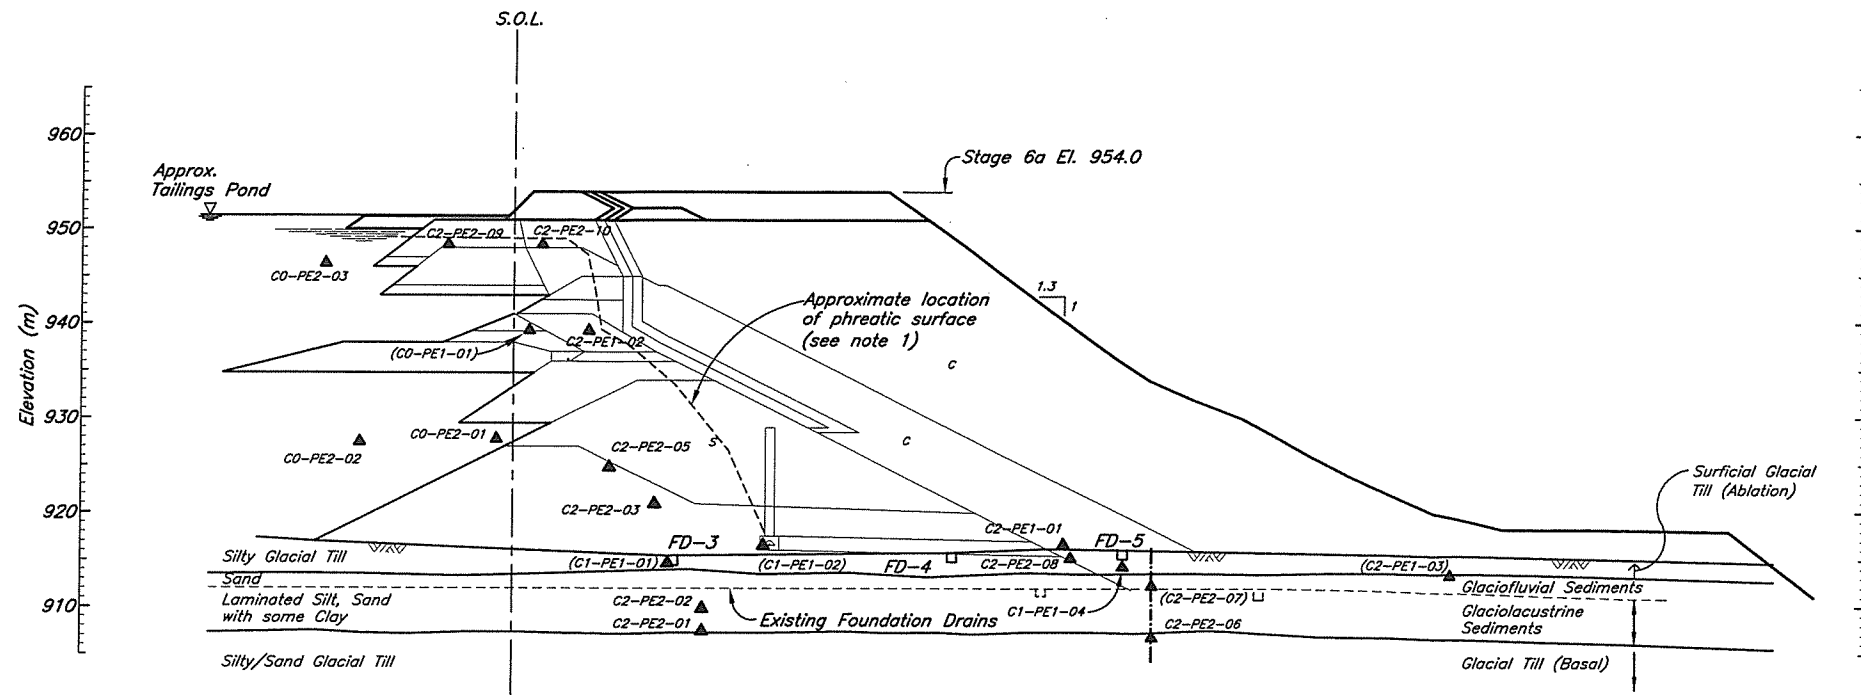 S.O.L.
960
950
940
930
920
910
Elevation (m)
Approx.
Tailings Pond
Stage 6a El. 954.0
C2-PE2-09
C2-PE2-10
C0-PE2-03
1.3
1
Approximate location
of phreatic surface
(see note 1)
(C0-PE1-01)
C2-PE1-02
c
C0-PE2-01
C0-PE2-02
C2-PE2-05
s
c
C2-PE2-03
Surficial Glacial
Till (Ablation)
C2-PE1-01
FD-3
FD-5
Silty Glacial Till
(C1-PE1-01)
(C1-PE1-02)
FD-4
C2-PE2-08
(C2-PE1-03)
Sand
Glaciofluvial Sediments
Laminated Silt, Sand
with some Clay
C2-PE2-02
C1-PE1-04
(C2-PE2-07)
Glaciolacustrine
Sediments
C2-PE2-01
Existing Foundation Drains
C2-PE2-06
Silty/Sand Glacial Till
Glacial Till (Basal)